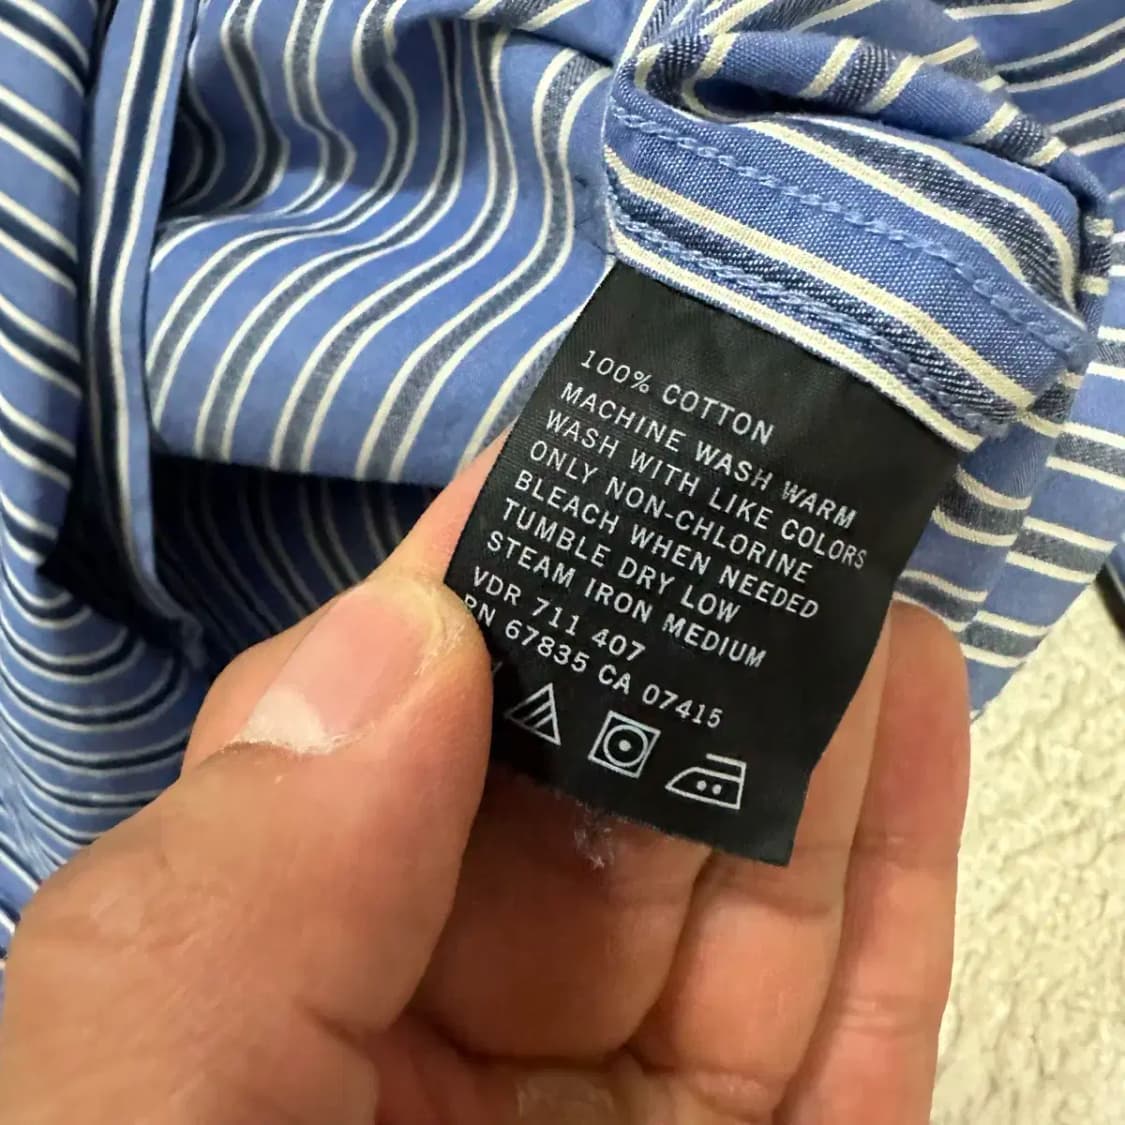 100% COTTON
MACHINE WASH WARM
WASH WITH LIKE COLORS
ONLY NON-CHLORINE
BLEACH WHEN NEEDED
TUMBLE DRY LOW
STEAM IRON MEDIUM
VDR 711 407
RN 67835 CA 07415